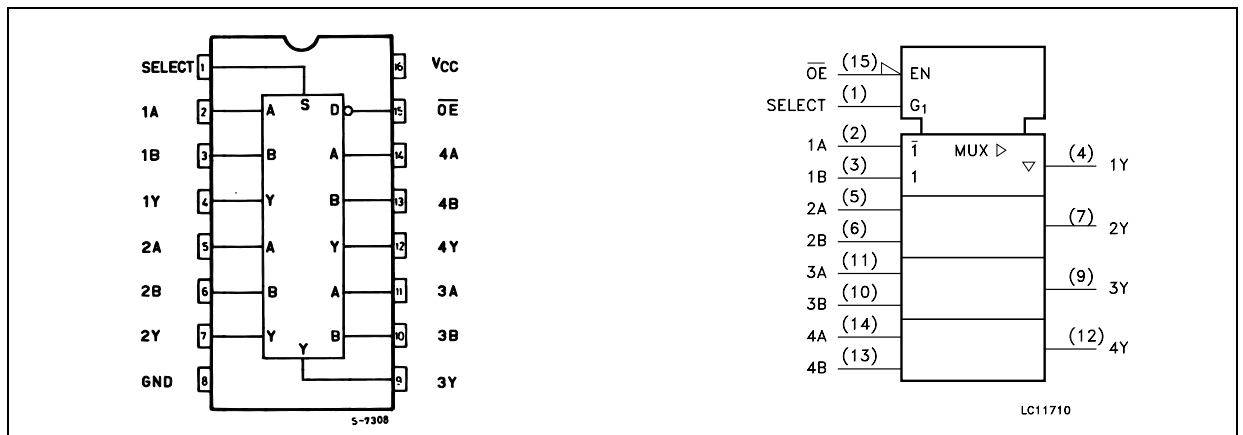 SELECT 1 16 VCC
1A 2 A S D 15 O̅E̅
1B 3 B A 14 4A
1Y 4 Y B 13 4B
2A 5 A Y 12 4Y
2B 6 B A 11 3A
2Y 7 Y B 10 3B
GND 8 Y 9 3Y
S-7308
O̅E̅ (15) EN
SELECT (1) G1
1A (2) 1̅ MUX ▷ ▽ (4) 1Y
1B (3) 1
2A (5)
(7) 2Y
2B (6)
3A (11)
(9) 3Y
3B (10)
4A (14)
(12) 4Y
4B (13)
LC11710